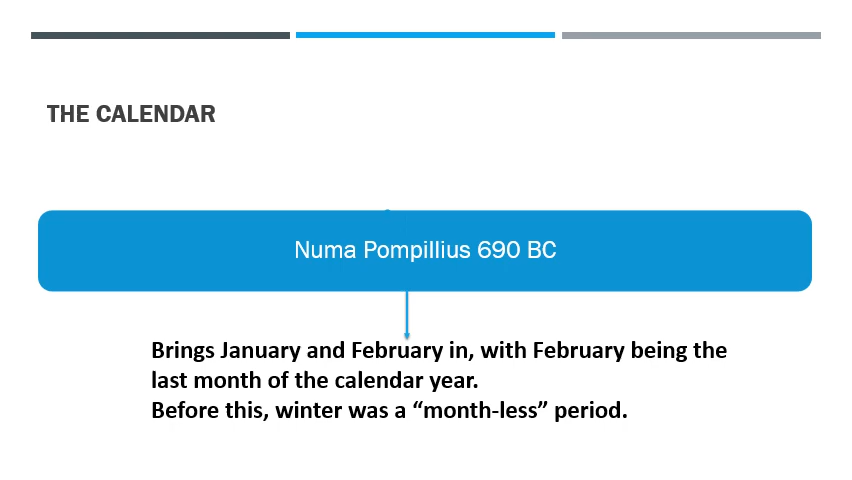 THE CALENDAR
Numa Pompillius 690 BC
Brings January and February in, with February being the
last month of the calendar year.
Before this, winter was a “month-less” period.